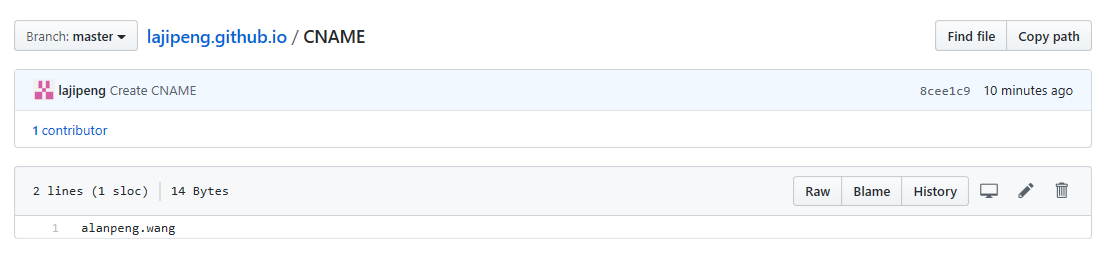 Branch: master lajipeng.github.io / CNAME Find file Copy path
lajipeng Create CNAME 8cee1c9 10 minutes ago
1 contributor
2 lines (1 sloc) 14 Bytes Raw Blame History
1 alanpeng.wang